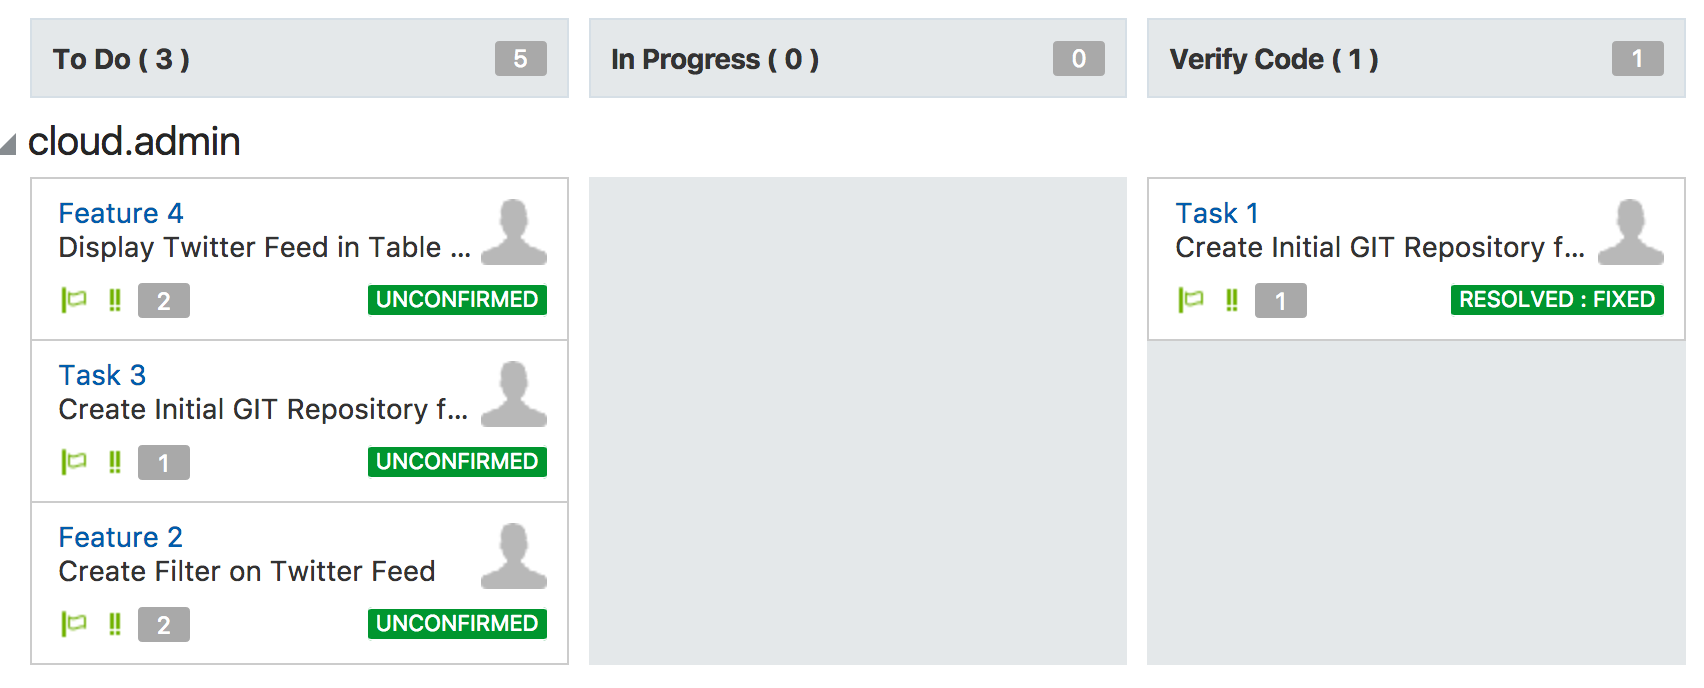 To Do ( 3 ) 5
In Progress ( 0 ) 0
Verify Code ( 1 ) 1
cloud.admin
Feature 4
Display Twitter Feed in Table ...
2 UNCONFIRMED
Task 3
Create Initial GIT Repository f...
1 UNCONFIRMED
Feature 2
Create Filter on Twitter Feed
2 UNCONFIRMED
Task 1
Create Initial GIT Repository f...
1 RESOLVED : FIXED